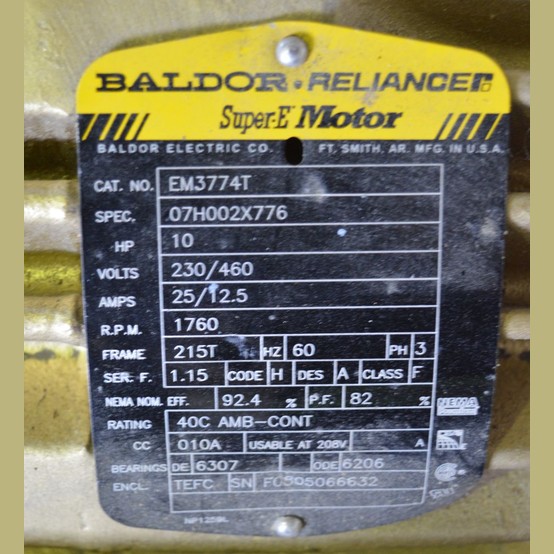 BALDOR • RELIANCE
Super-E Motor
BALDOR ELECTRIC CO. FT. SMITH, AR. MFG. IN U.S.A.
CAT. NO. EM3774T
SPEC. 07H002X776
HP 10
VOLTS 230/460
AMPS 25/12.5
R.P.M. 1760
FRAME 215T HZ 60 PH 3
SER. F. 1.15 CODE H DES A CLASS F
NEMA NOM. EFF. 92.4 % P.F. 82 %
RATING 40C AMB-CONT
CC 010A USABLE AT 208V A
BEARINGS DE 6307 ODE 6206
ENCL. TEFC SN
NEMA